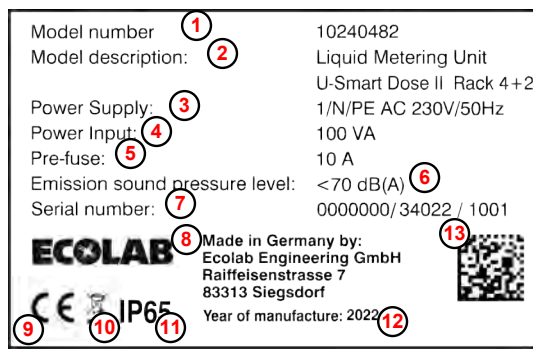 Model number 1 10240482
Model description: 2 Liquid Metering Unit
U-Smart Dose II Rack 4+2
Power Supply: 3 1/N/PE AC 230V/50Hz
Power Input: 4 100 VA
Pre-fuse: 5 10 A
Emission sound pressure level: <70 dB(A) 6
Serial number: 7 0000000/34022 / 1001
ECOLAB 8 Made in Germany by: 13
Ecolab Engineering GmbH
Raiffeisenstrasse 7
83313 Siegsdorf
9 CE 10 IP65 11 Year of manufacture: 2022 12